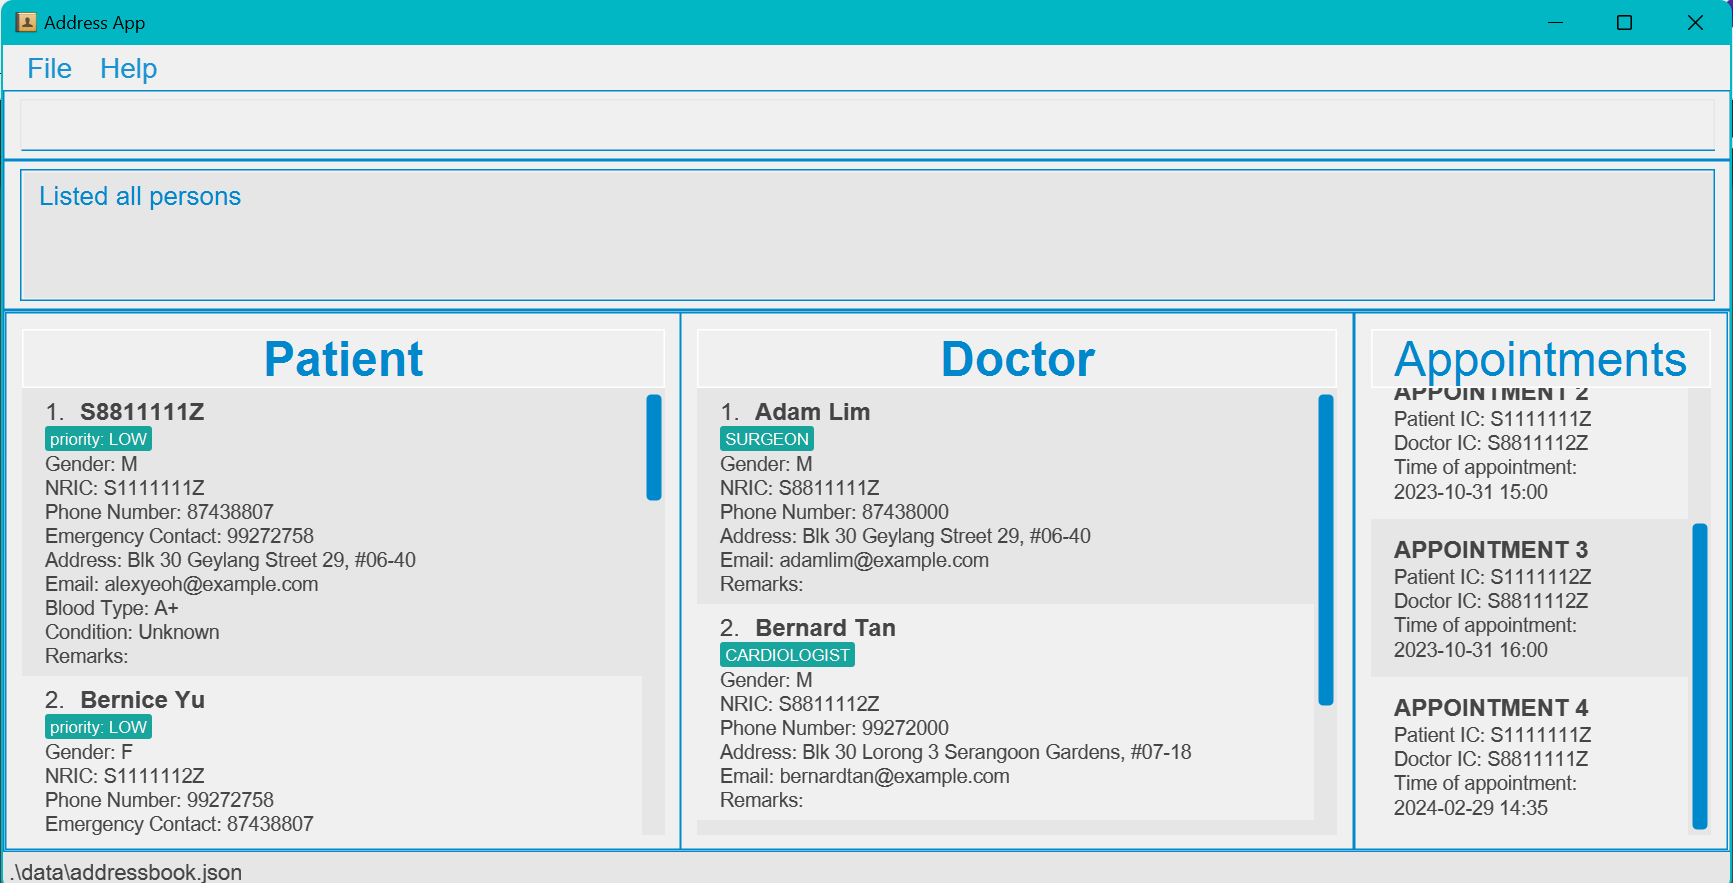 Address App
File Help
Listed all persons
Patient
1. S8811111Z
priority: LOW
Gender: M
NRIC: S1111111Z
Phone Number: 87438807
Emergency Contact: 99272758
Address: Blk 30 Geylang Street 29, #06-40
Email: alexyeoh@example.com
Blood Type: A+
Condition: Unknown
Remarks:
2. Bernice Yu
priority: LOW
Gender: F
NRIC: S1111112Z
Phone Number: 99272758
Emergency Contact: 87438807
Doctor
1. Adam Lim
SURGEON
Gender: M
NRIC: S8811111Z
Phone Number: 87438000
Address: Blk 30 Geylang Street 29, #06-40
Email: adamlim@example.com
Remarks:
2. Bernard Tan
CARDIOLOGIST
Gender: M
NRIC: S8811112Z
Phone Number: 99272000
Address: Blk 30 Lorong 3 Serangoon Gardens, #07-18
Email: bernardtan@example.com
Remarks:
Appointments
APPOINTMENT 2
Patient IC: S1111111Z
Doctor IC: S8811112Z
Time of appointment:
2023-10-31 15:00
APPOINTMENT 3
Patient IC: S1111112Z
Doctor IC: S8811112Z
Time of appointment:
2023-10-31 16:00
APPOINTMENT 4
Patient IC: S1111111Z
Doctor IC: S8811111Z
Time of appointment:
2024-02-29 14:35
.\data\addressbook.json